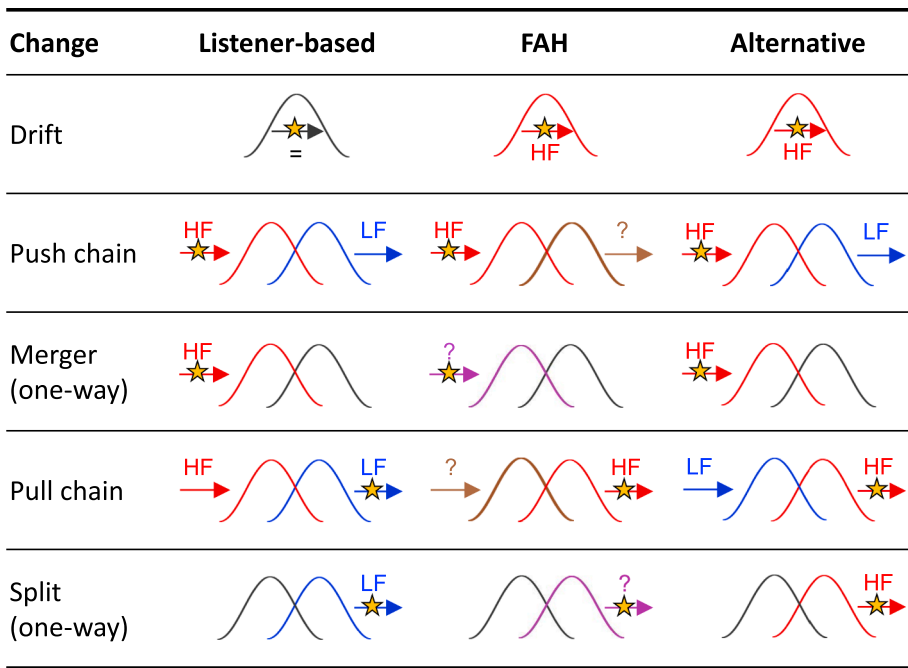 Change Listener-based FAH Alternative
Drift = HF HF
Push chain HF LF HF ? HF LF
Merger
(one-way) HF ? HF
Pull chain HF LF ? HF LF HF
Split
(one-way) LF ? HF